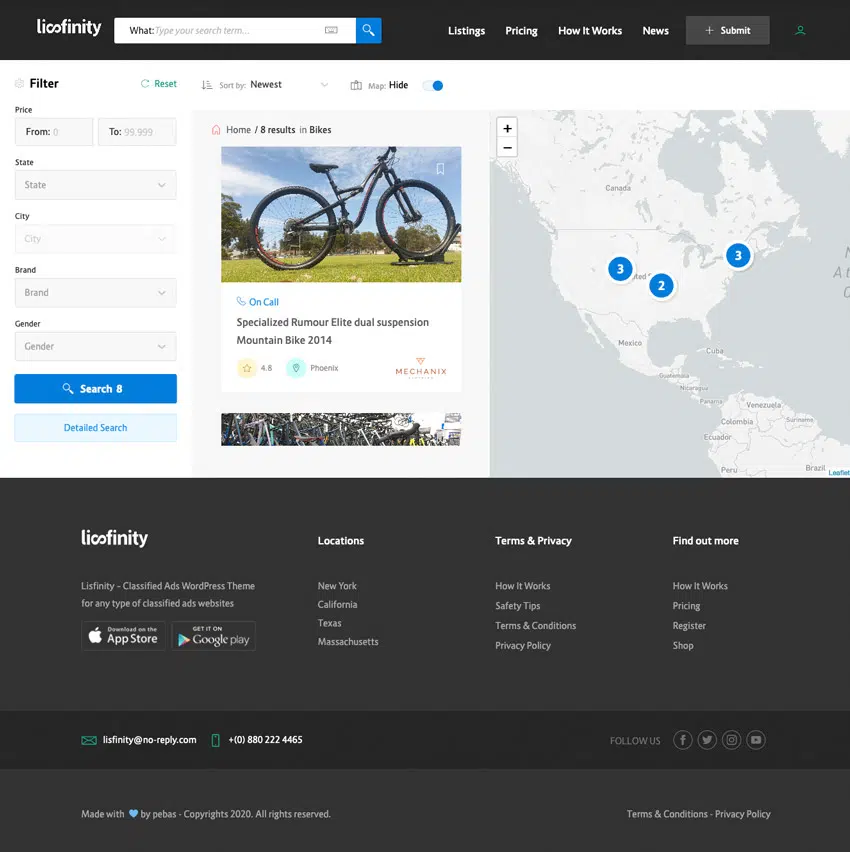 lisfinity
What: Type your search term...
Listings
Pricing
How It Works
News
+ Submit
Filter
Reset
Price
From: 0
To: 99.999
State
State
City
City
Brand
Brand
Gender
Gender
Search 8
Detailed Search
Sort by: Newest
Map: Hide
Home / 8 results in Bikes
On Call
Specialized Rumour Elite dual suspension
Mountain Bike 2014
4.8
Phoenix
MECHANIX
+
−
Canada
3
3
2
Mexico
Cuba
Guatemala
Nicaragua
Panama
Venezuela
Colombia
Suriname
Ecuador
Peru
Brazil
Leaflet
lisfinity
Lisfinity - Classified Ads WordPress Theme
for any type of classified ads websites
Download on the
App Store
GET IT ON
Google play
Locations
New York
California
Texas
Massachusetts
Terms & Privacy
How It Works
Safety Tips
Terms & Conditions
Privacy Policy
Find out more
How It Works
Pricing
Register
Shop
lisfinity@no-reply.com
+(0) 880 222 4465
FOLLOW US
Made with 💙 by pebas - Copyrights 2020. All rights reserved.
Terms & Conditions - Privacy Policy